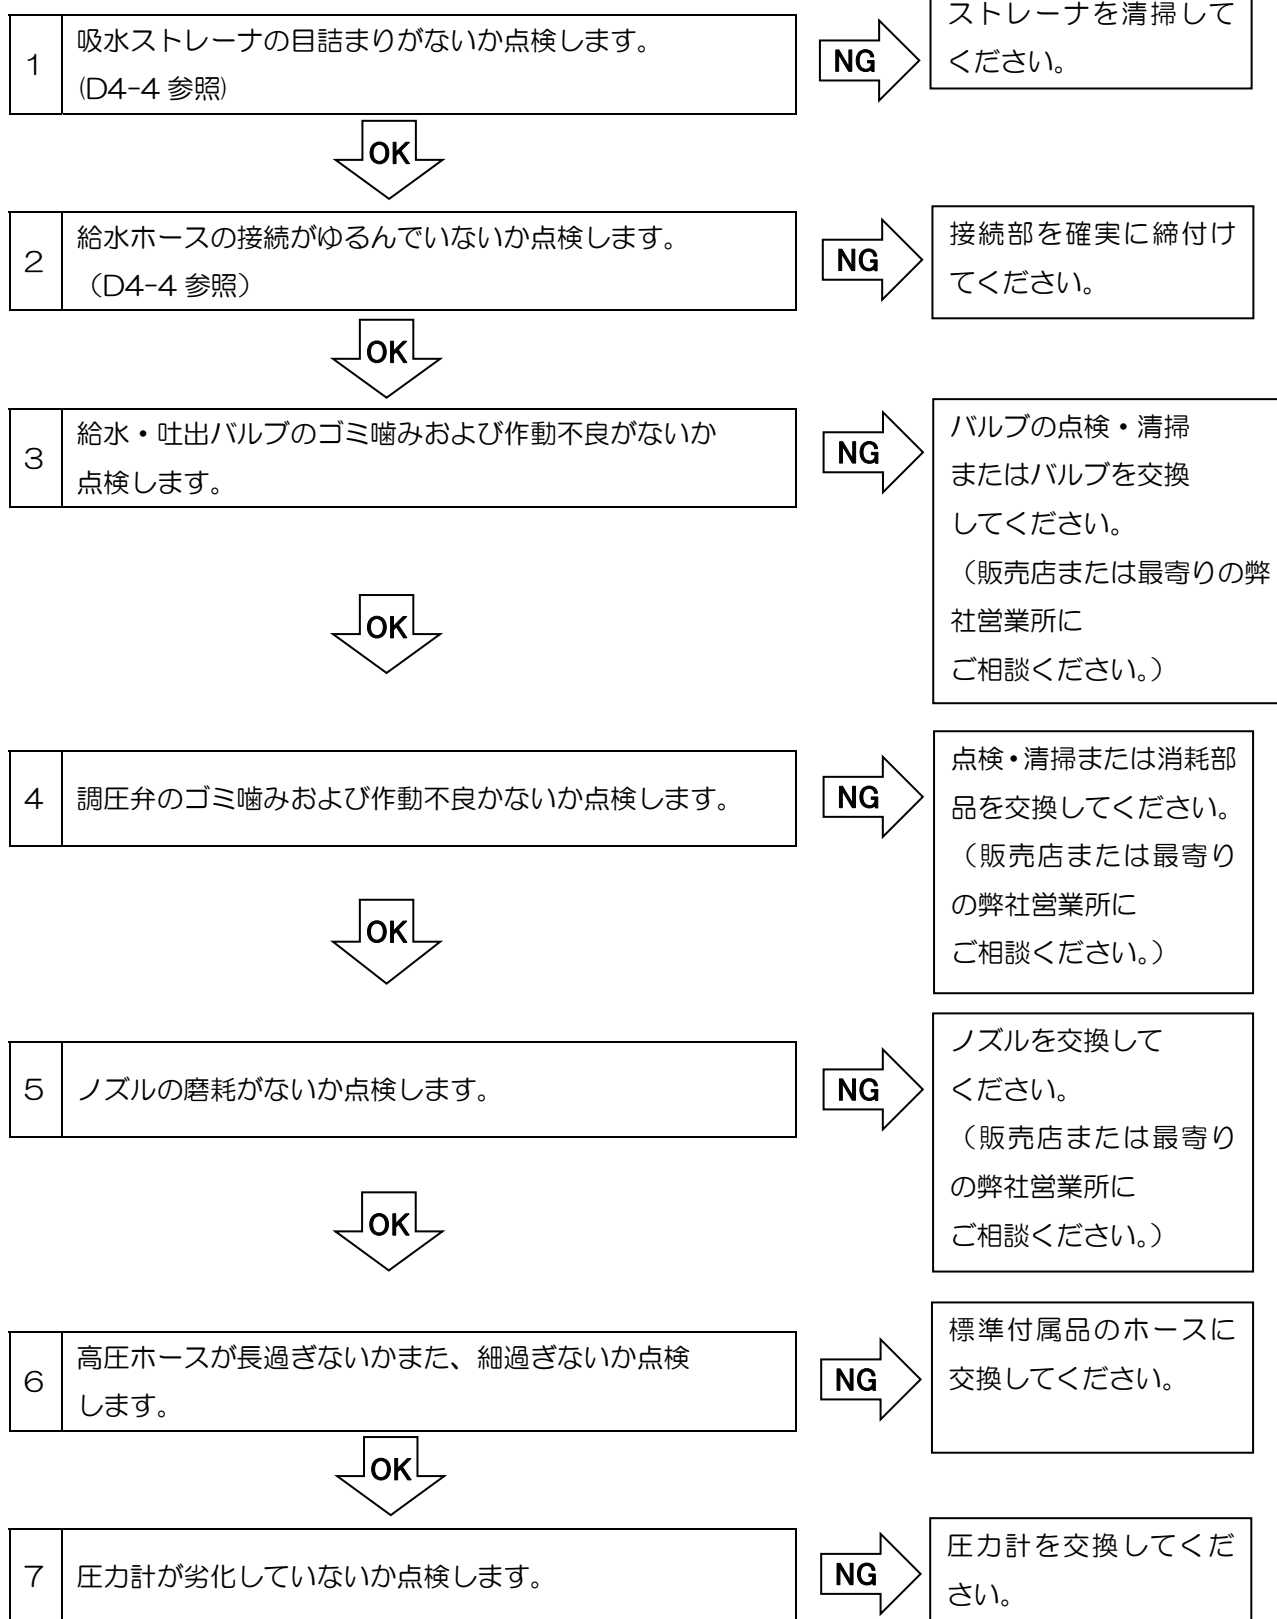 1
吸水ストレーナの目詰まりがないか点検します。
(D4-4 参照)
NG
ストレーナを清掃して
ください。
OK
2
給水ホースの接続がゆるんでいないか点検します。
（D4-4 参照）
NG
接続部を確実に締付け
てください。
OK
3
給水・吐出バルブのゴミ噛みおよび作動不良がないか
点検します。
NG
バルブの点検・清掃
またはバルブを交換
してください。
（販売店または最寄りの弊
社営業所に
ご相談ください。）
OK
4
調圧弁のゴミ噛みおよび作動不良かないか点検します。
NG
点検・清掃または消耗部
品を交換してください。
（販売店または最寄り
の弊社営業所に
ご相談ください。）
OK
5
ノズルの磨耗がないか点検します。
NG
ノズルを交換して
ください。
（販売店または最寄り
の弊社営業所に
ご相談ください。）
OK
6
高圧ホースが長過ぎないかまた、細過ぎないか点検
します。
NG
標準付属品のホースに
交換してください。
OK
7
圧力計が劣化していないか点検します。
NG
圧力計を交換してくだ
さい。